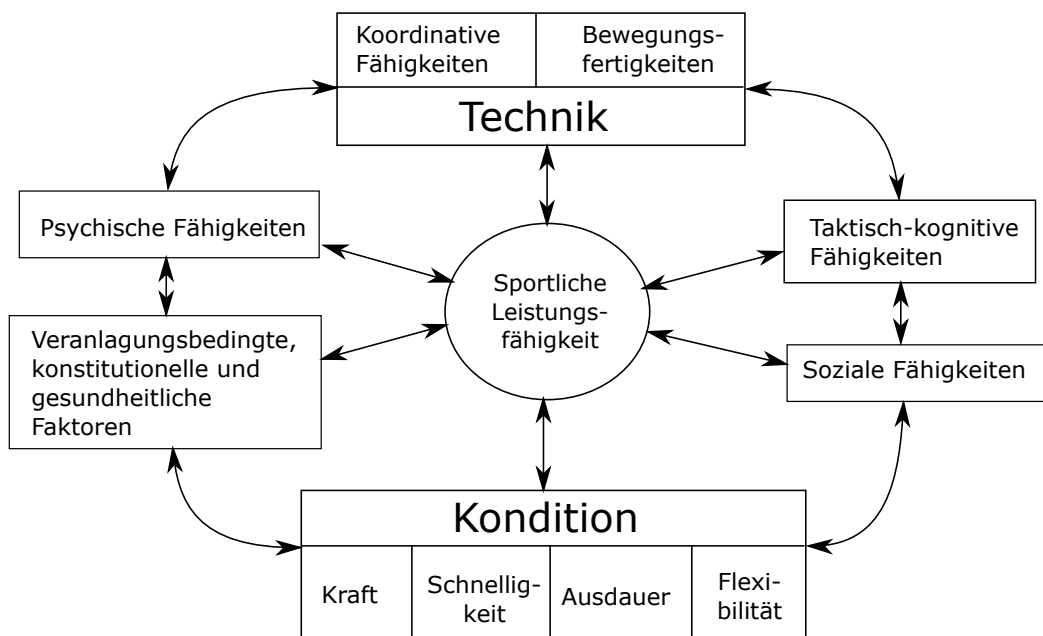 Koordinative
Fähigkeiten
Bewegungs-
fertigkeiten
Technik
Psychische Fähigkeiten
Taktisch-kognitive
Fähigkeiten
Sportliche
Leistungs-
fähigkeit
Veranlagungsbedingte,
konstitutionelle und
gesundheitliche
Faktoren
Soziale Fähigkeiten
Kondition
Kraft
Schnellig-
keit
Ausdauer
Flexi-
bilität